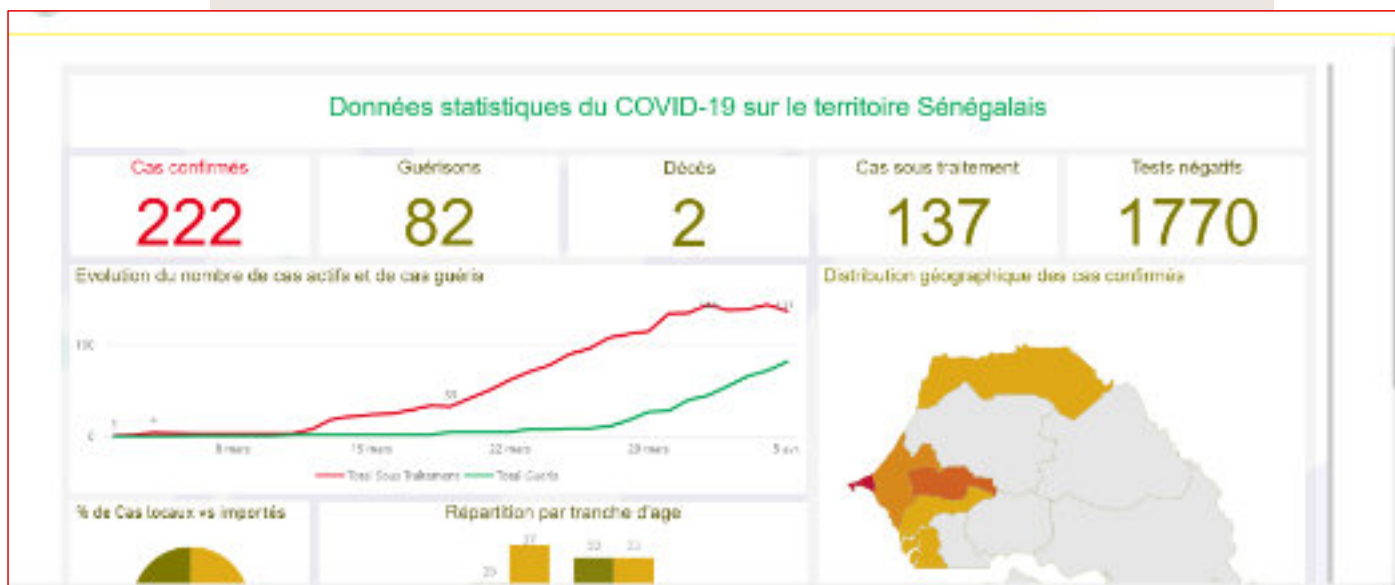 Données statistiques du COVID-19 sur le territoire Sénégalais
Cas confirmés
222
Guérisons
82
Décès
2
Cas sous traitement
137
Tests négatifs
1770
Evolution du nombre de cas actifs et de cas guéris
100
0
8 mars
15 mars
22 mars
29 mars
5 avr.
Total Sous Traitement
Total Guéris
Distribution géographique des cas confirmés
% de Cas locaux vs importés
Répartition par tranche d'age